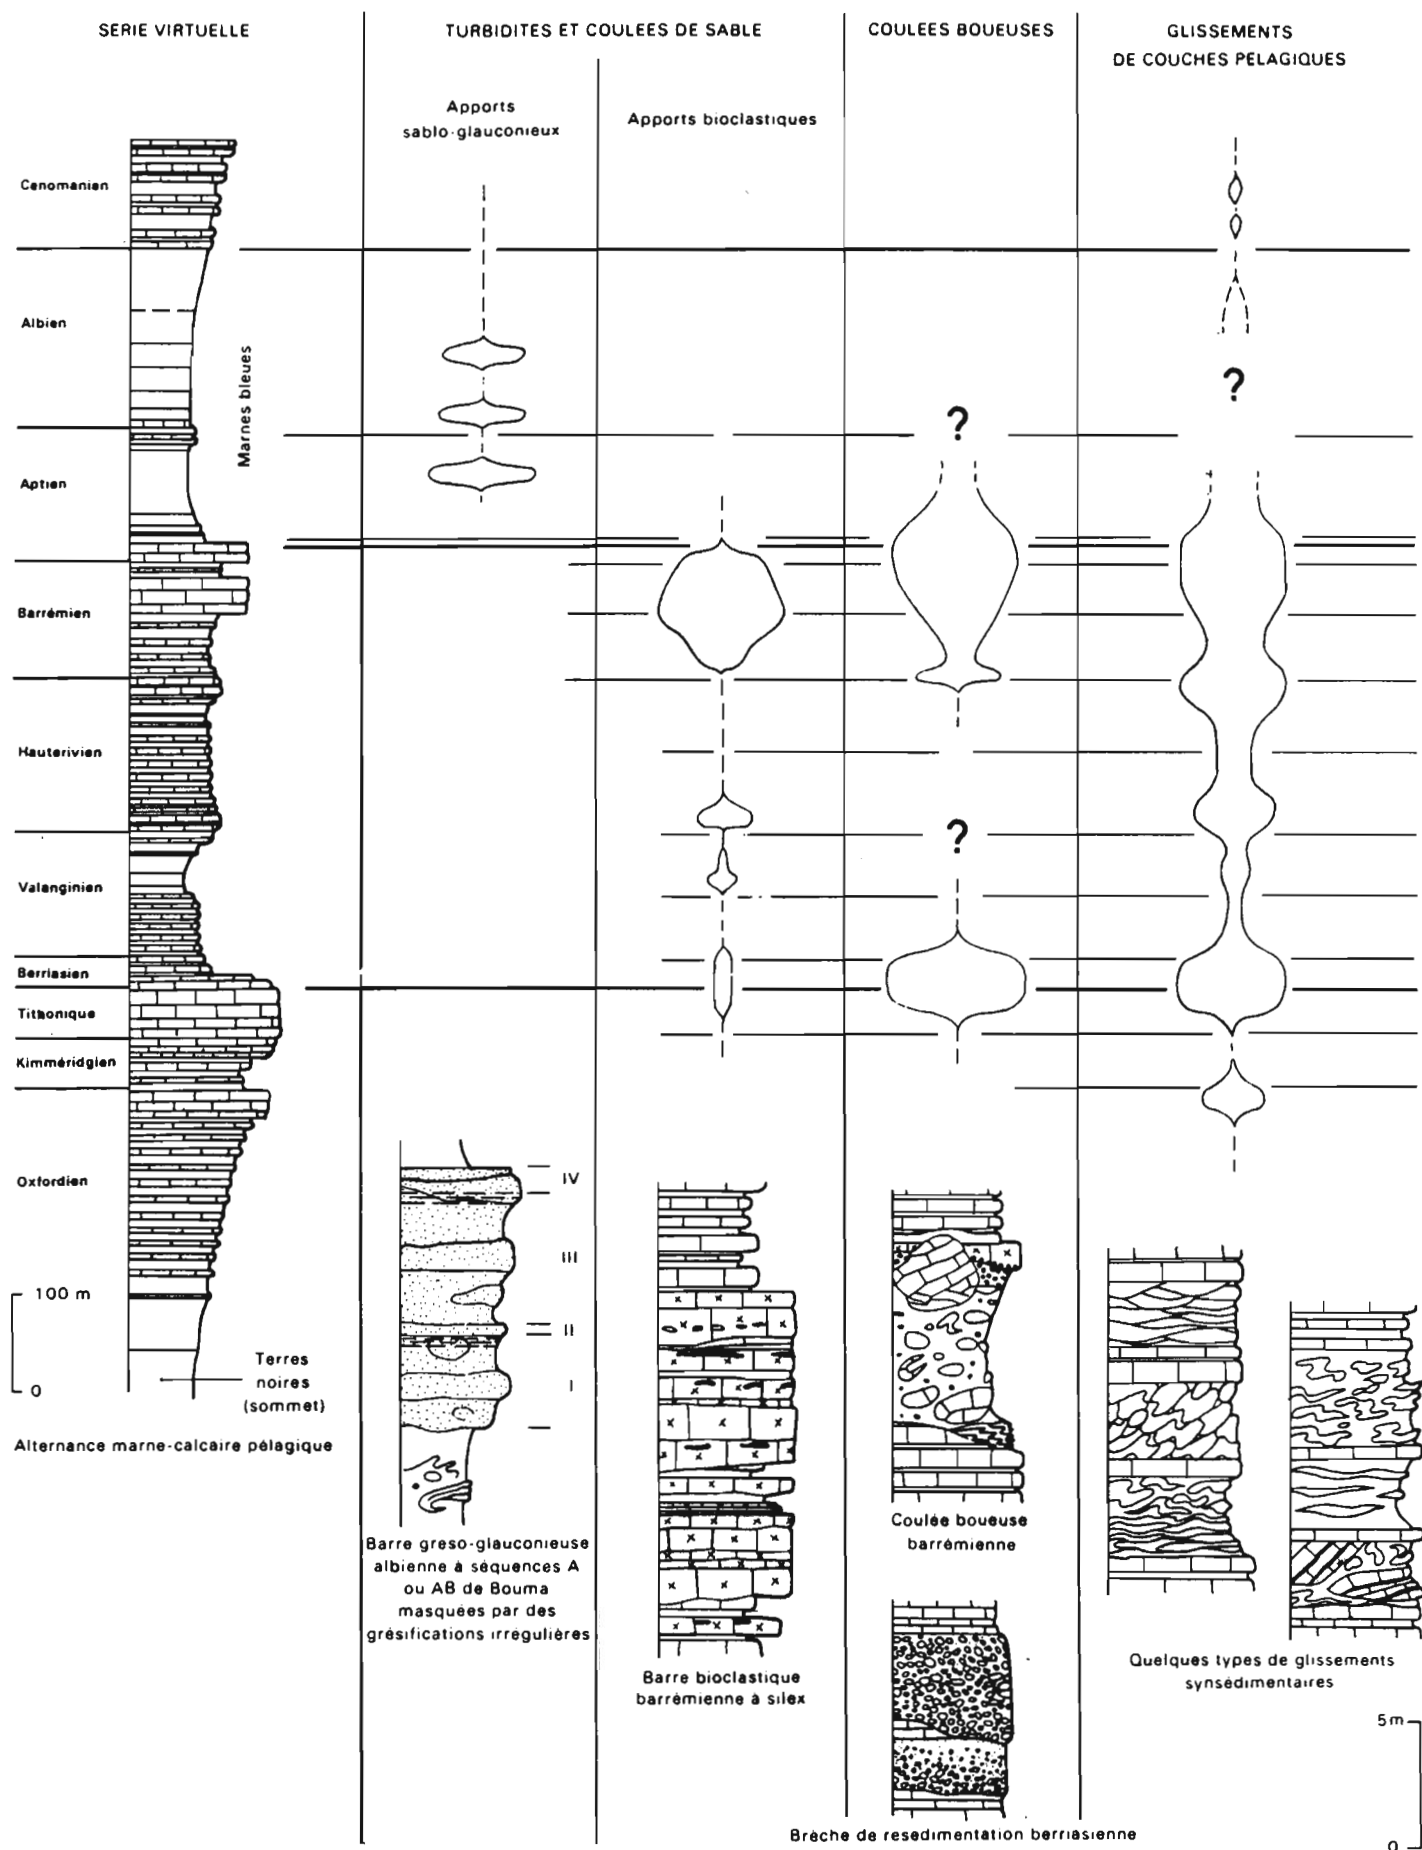 SERIE VIRTUELLE
TURBIDITES ET COULEES DE SABLE
COULEES BOUEUSES
GLISSEMENTS
DE COUCHES PELAGIQUES
Apports
sablo-glauconieux
Apports bioclastiques
Cenomanien
Albien
Marnes bleues
?
?
Aptien
Barrémien
Hauterivien
?
Valanginien
Berriasien
Tithonique
Kimméridgien
Oxfordien
100 m
0
Terres
noires
(sommet)
Alternance marne-calcaire pélagique
IV
III
II
I
Barre greso-glauconieuse
albienne à séquences A
ou AB de Bouma
masquées par des
grésifications irrégulières
Barre bioclastique
barrémienne à silex
Coulée boueuse
barrémienne
Brèche de resedimentation berriasienne
Quelques types de glissements
synsédimentaires
5m
0